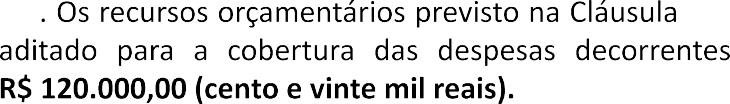 . Os recursos orçamentários previsto na Cláusula
aditado para a cobertura das despesas decorrentes
R$ 120.000,00 (cento e vinte mil reais).